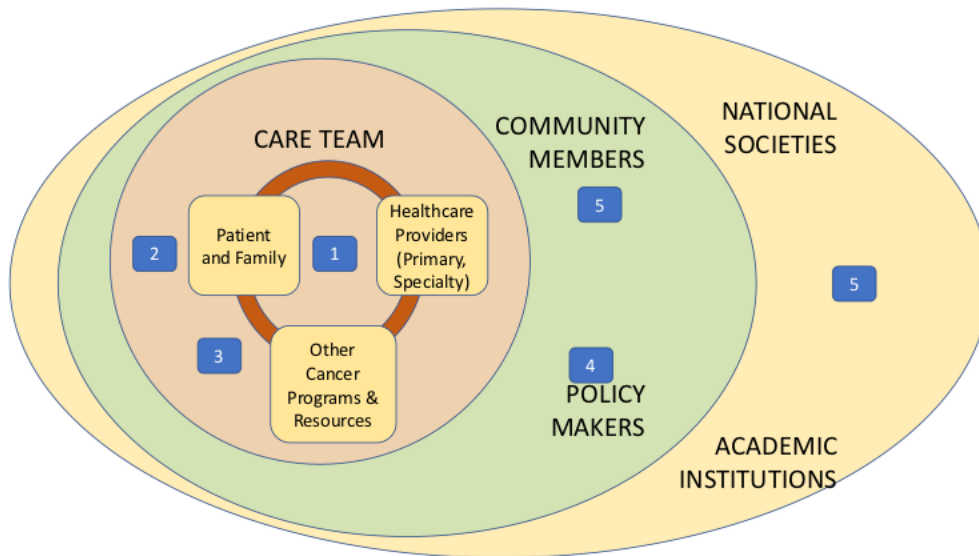 CARE TEAM
Patient
and Family
Healthcare
Providers
(Primary,
Specialty)
Other
Cancer
Programs &
Resources
1
2
3
COMMUNITY
MEMBERS
5
4
POLICY
MAKERS
NATIONAL
SOCIETIES
5
ACADEMIC
INSTITUTIONS